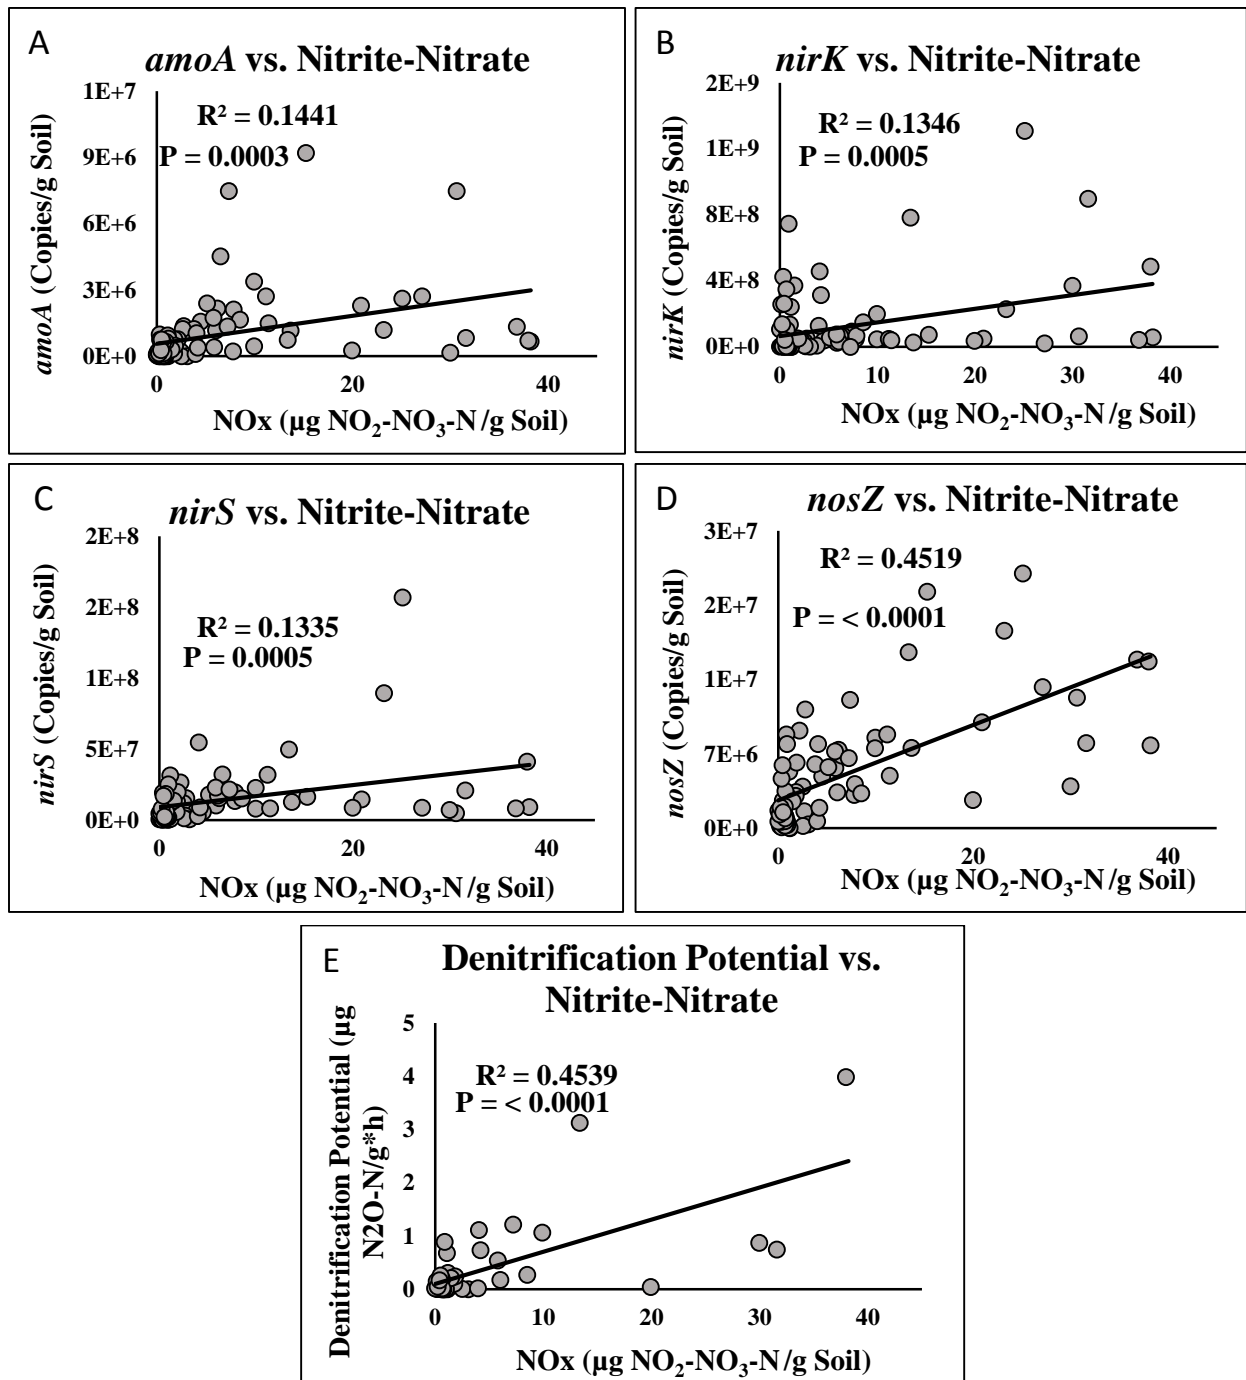 A
amoA vs. Nitrite-Nitrate
R² = 0.1441
P = 0.0003
amoA (Copies/g Soil)
1E+7
9E+6
6E+6
3E+6
0E+0
0 20 40
NOx (µg NO₂-NO₃-N/g Soil)
B
nirK vs. Nitrite-Nitrate
R² = 0.1346
P = 0.0005
nirK (Copies/g Soil)
2E+9
1E+9
8E+8
4E+8
0E+0
0 10 20 30 40
NOx (µg NO₂-NO₃-N/g Soil)
C
nirS vs. Nitrite-Nitrate
R² = 0.1335
P = 0.0005
nirS (Copies/g Soil)
2E+8
2E+8
1E+8
5E+7
0E+0
0 20 40
NOx (µg NO₂-NO₃-N/g Soil)
D
nosZ vs. Nitrite-Nitrate
R² = 0.4519
P = < 0.0001
nosZ (Copies/g Soil)
3E+7
2E+7
1E+7
7E+6
0E+0
0 20 40
NOx (µg NO₂-NO₃-N/g Soil)
E
Denitrification Potential vs.
Nitrite-Nitrate
R² = 0.4539
P = < 0.0001
Denitrification Potential (µg
N2O-N/g*h)
5
4
3
2
1
0
0 10 20 30 40
NOx (µg NO₂-NO₃-N/g Soil)